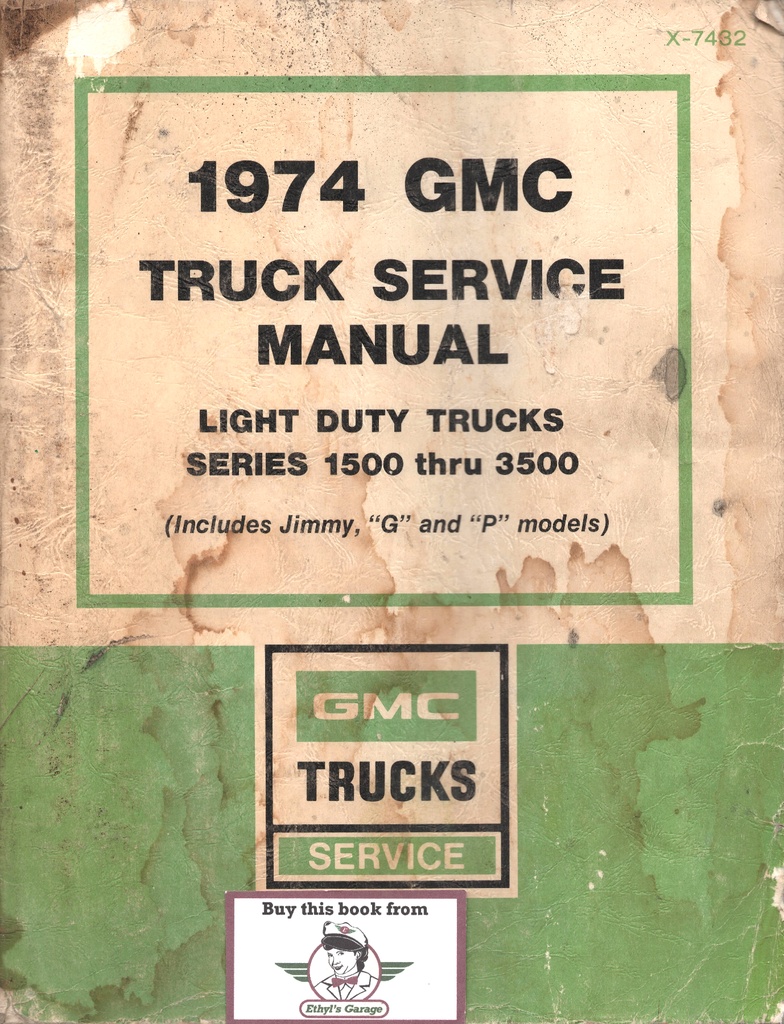 X-7432
1974 GMC
TRUCK SERVICE
MANUAL
LIGHT DUTY TRUCKS
SERIES 1500 thru 3500
(Includes Jimmy, “G” and “P” models)
GMC
TRUCKS
SERVICE
Buy this book from
Ethyl's Garage